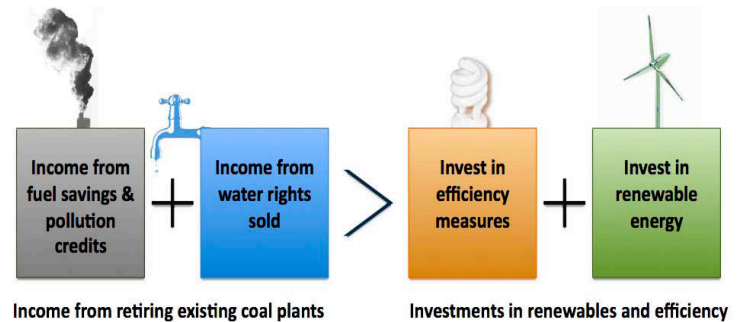 Income from
fuel savings &
pollution
credits
+
Income from
water rights
sold
>
Invest in
efficiency
measures
+
Invest in
renewable
energy
Income from retiring existing coal plants
Investments in renewables and efficiency